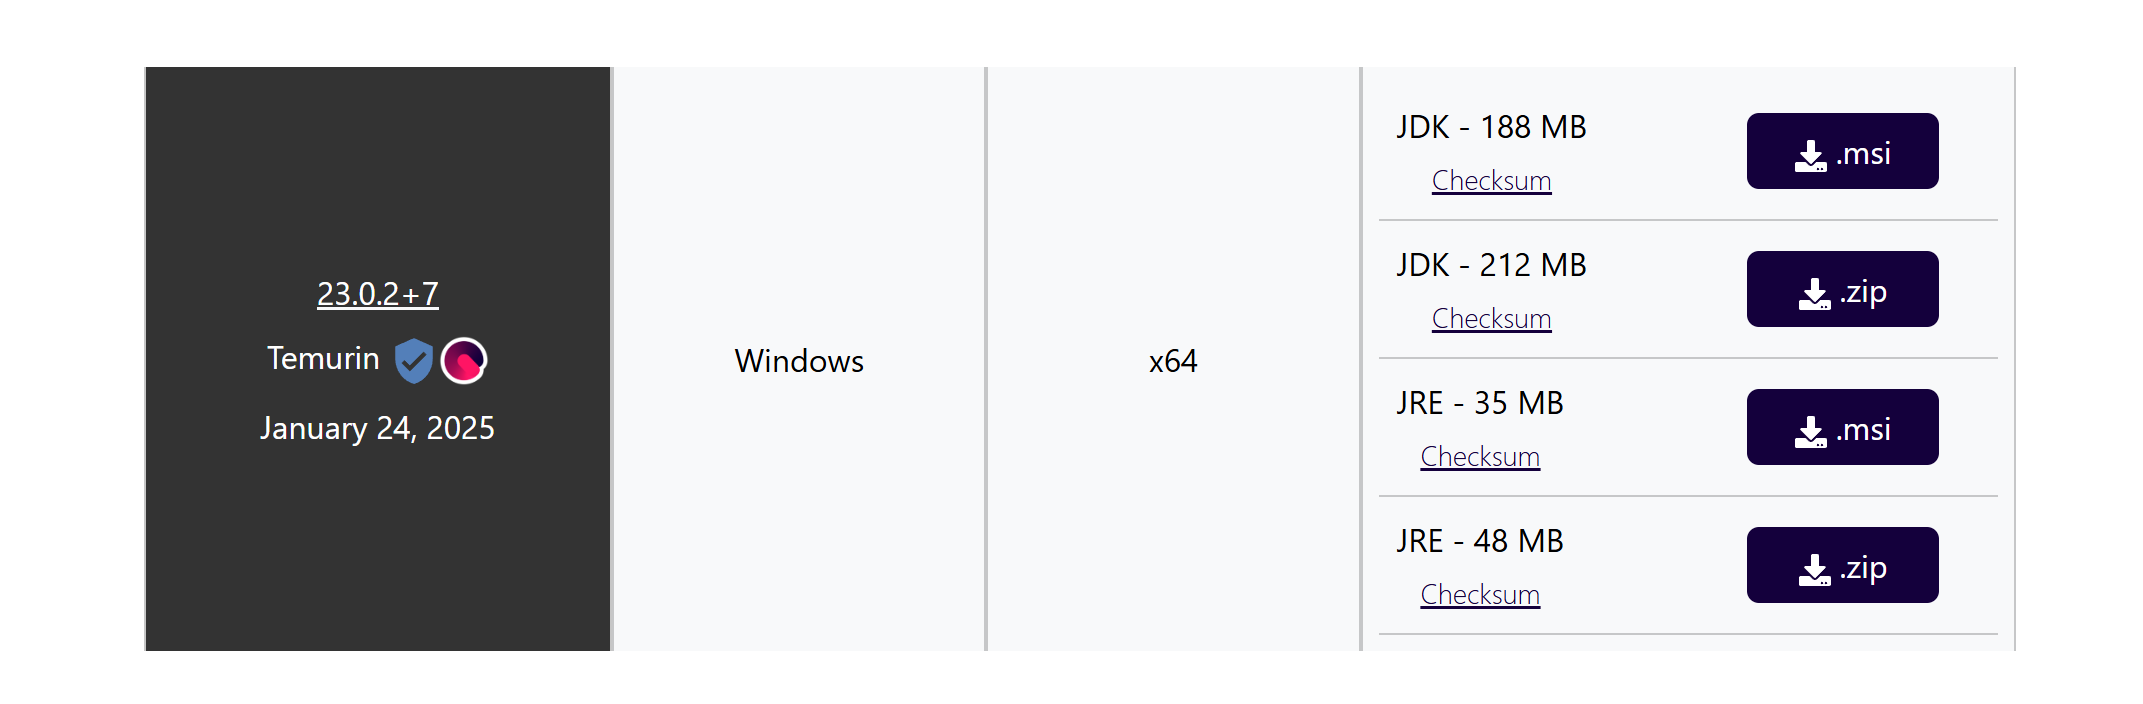 23.0.2+7
Temurin
January 24, 2025
Windows
x64
JDK - 188 MB
Checksum
.msi
JDK - 212 MB
Checksum
.zip
JRE - 35 MB
Checksum
.msi
JRE - 48 MB
Checksum
.zip